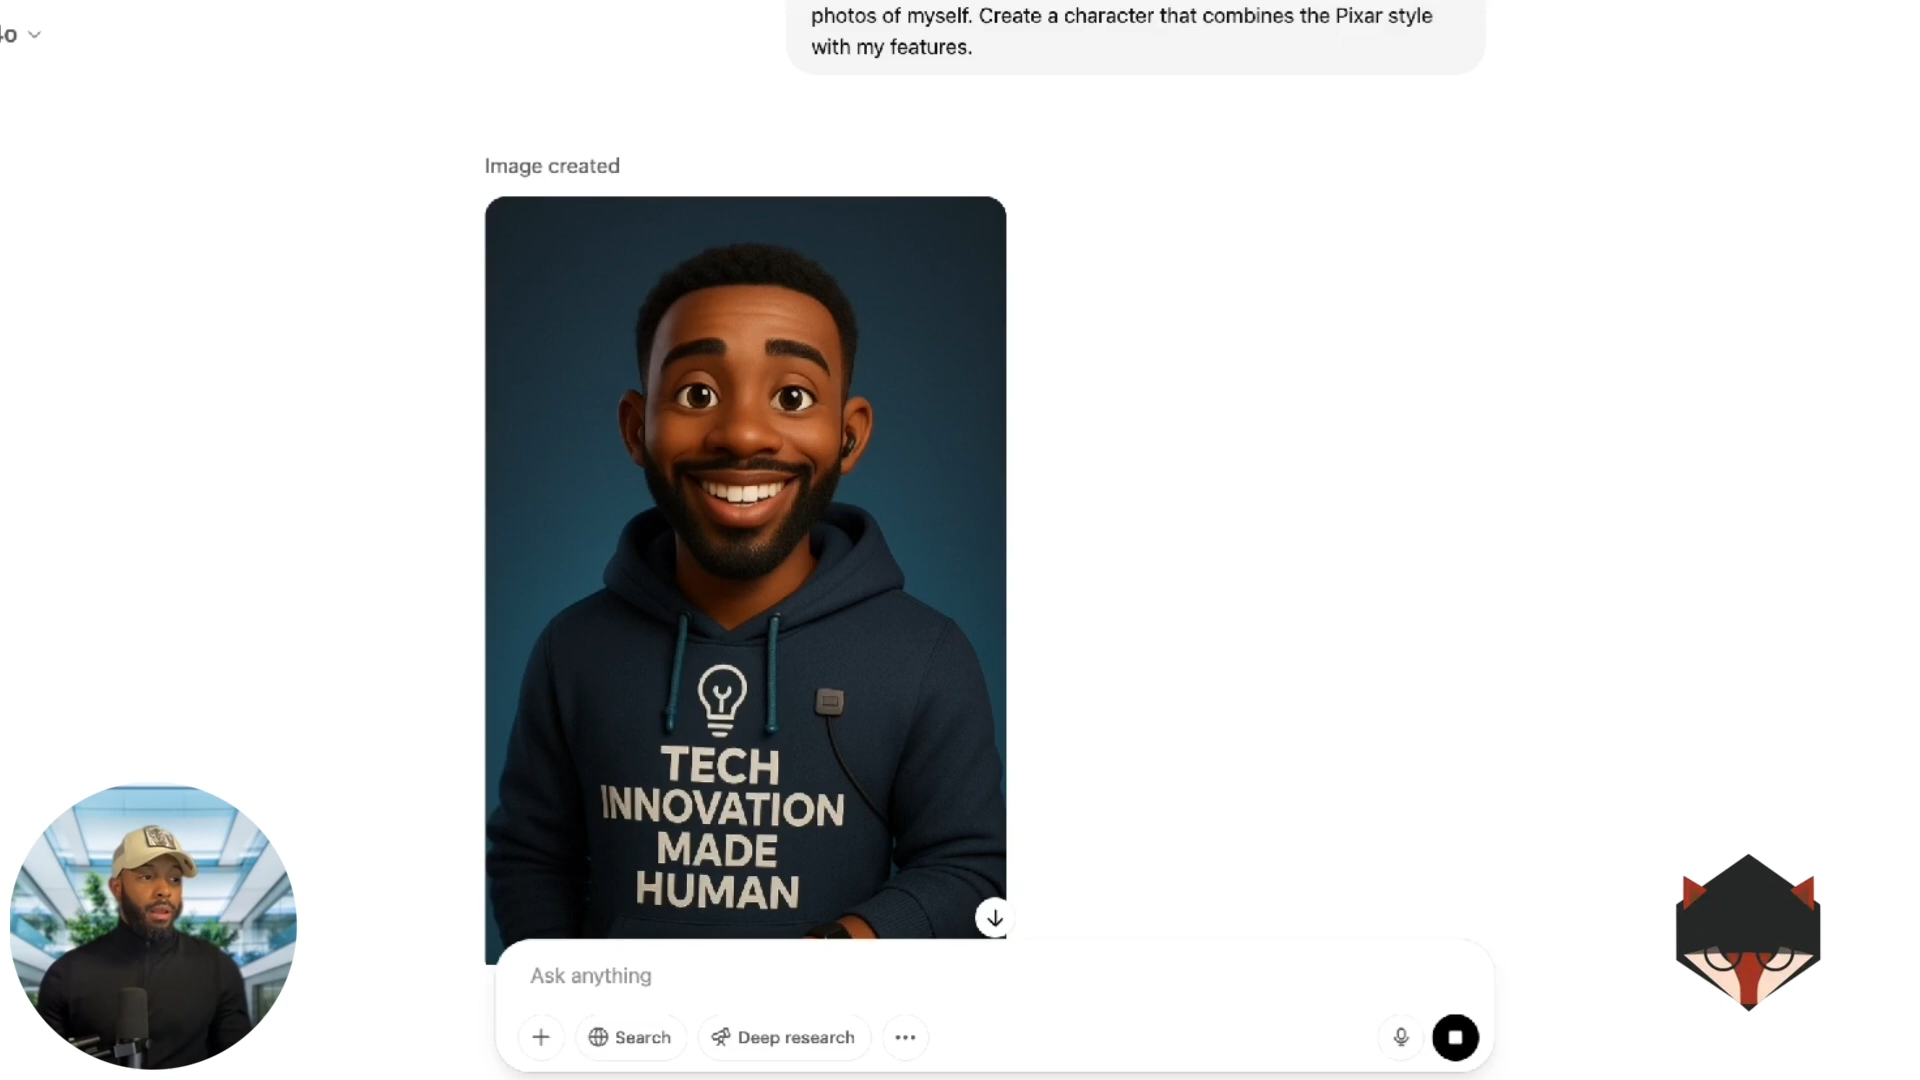 4o
photos of myself. Create a character that combines the Pixar style
with my features.
Image created
TECH
INNOVATION
MADE
HUMAN
Ask anything
Search
Deep research